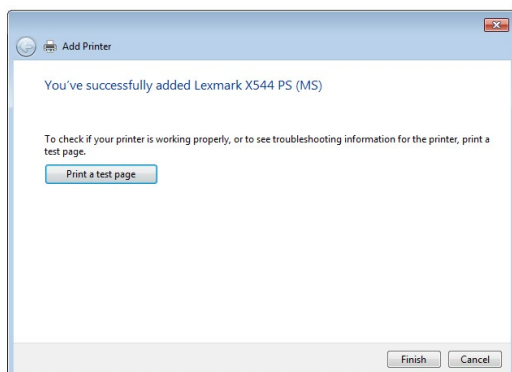 Add Printer
You've successfully added Lexmark X544 PS (MS)
To check if your printer is working properly, or to see troubleshooting information for the printer, print a
test page.
Print a test page
Finish Cancel